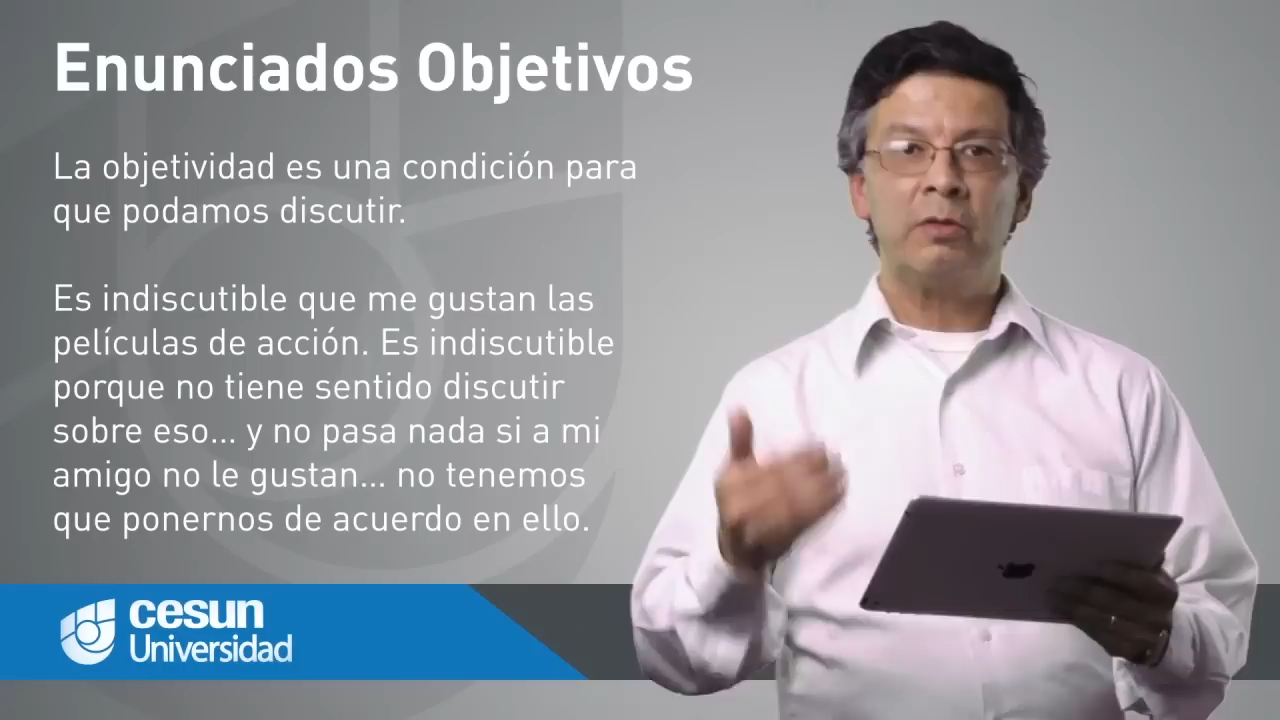 Enunciados Objetivos
La objetividad es una condición para
que podamos discutir.
Es indiscutible que me gustan las
películas de acción. Es indiscutible
porque no tiene sentido discutir
sobre eso... y no pasa nada si a mi
amigo no le gustan... no tenemos
que ponernos de acuerdo en ello.
cesun
Universidad